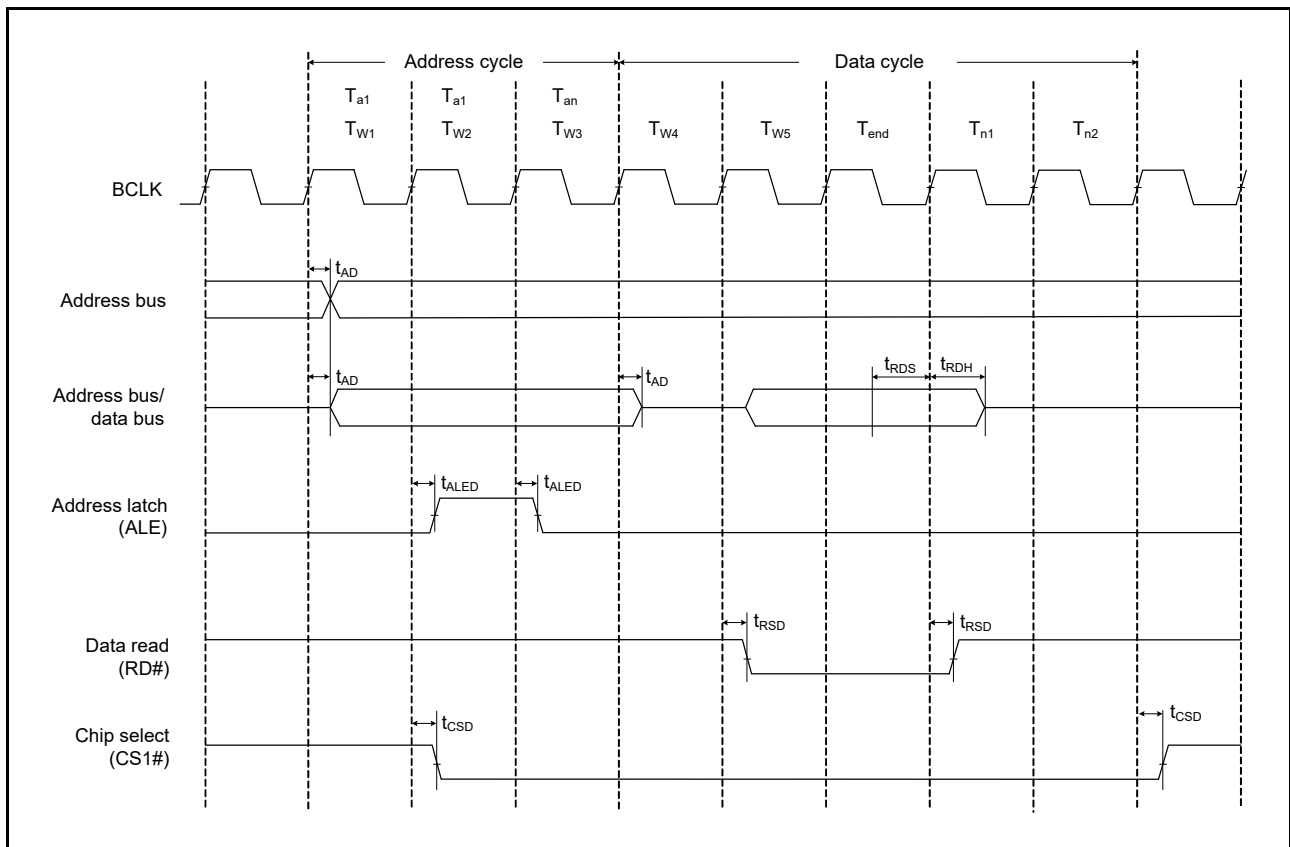 Address cycle Data cycle
Ta1 Ta1 Tan
TW1 TW2 TW3 TW4 TW5 Tend Tn1 Tn2
BCLK
tAD
Address bus
tRDS tRDH
tAD tAD
Address bus/
data bus
tALED tALED
Address latch
(ALE)
tRSD tRSD
Data read
(RD#)
tCSD tCSD
Chip select
(CS1#)